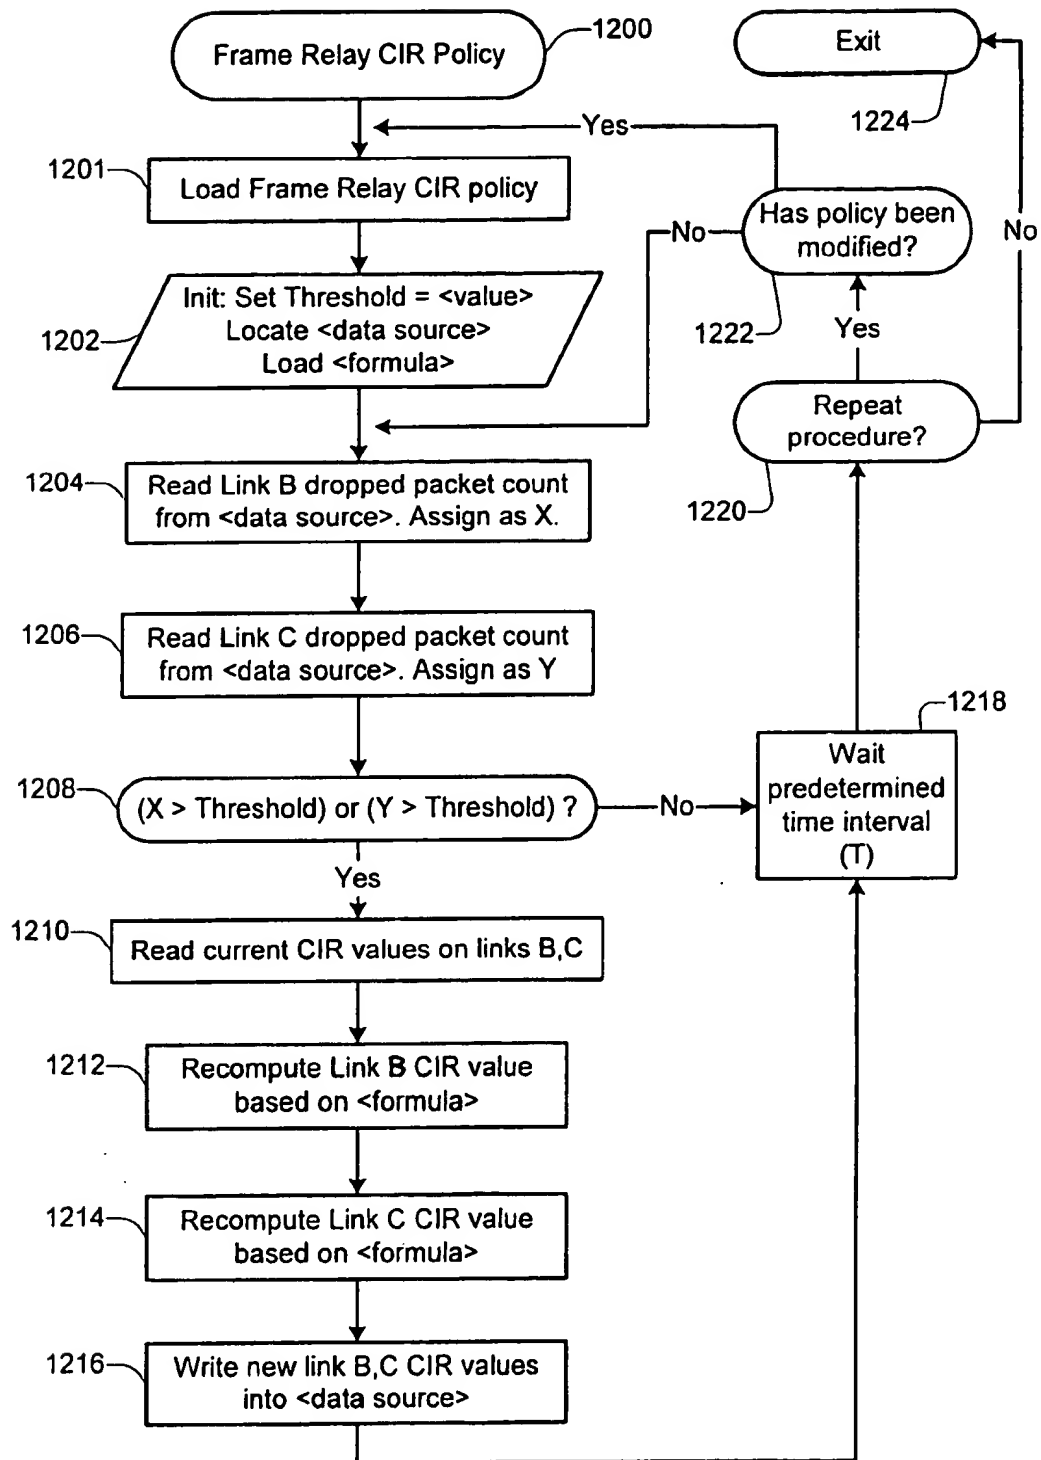 Frame Relay CIR Policy
1200
Exit
1224
Yes
1201
Load Frame Relay CIR policy
Has policy been
modified?
1222
No
No
Init: Set Threshold = <value>
Locate <data source>
Load <formula>
1202
Yes
Repeat
procedure?
1220
1204
Read Link B dropped packet count
from <data source>. Assign as X.
1206
Read Link C dropped packet count
from <data source>. Assign as Y
1218
Wait
predetermined
time interval
(T)
1208
(X > Threshold) or (Y > Threshold) ?
No
Yes
1210
Read current CIR values on links B,C
1212
Recompute Link B CIR value
based on <formula>
1214
Recompute Link C CIR value
based on <formula>
1216
Write new link B,C CIR values
into <data source>